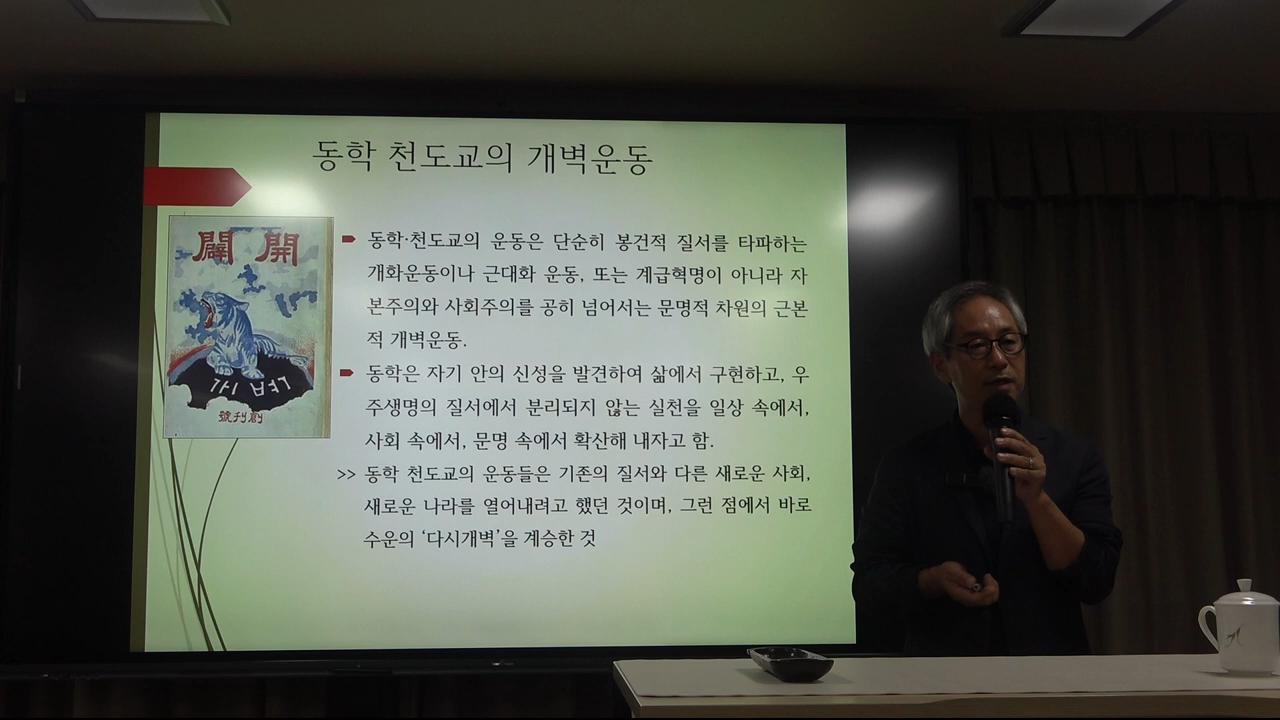 동학 천도교의 개벽운동
開闢
개벽
創刊號
동학·천도교의 운동은 단순히 봉건적 질서를 타파하는
개화운동이나 근대화 운동, 또는 계급혁명이 아니라 자
본주의와 사회주의를 공히 넘어서는 문명적 차원의 근본
적 개벽운동.
동학은 자기 안의 신성을 발견하여 삶에서 구현하고, 우
주생명의 질서에서 분리되지 않는 실천을 일상 속에서,
사회 속에서, 문명 속에서 확산해 내자고 함.
>> 동학 천도교의 운동들은 기존의 질서와 다른 새로운 사회,
새로운 나라를 열어내려고 했던 것이며, 그런 점에서 바로
수운의 ‘다시개벽’을 계승한 것